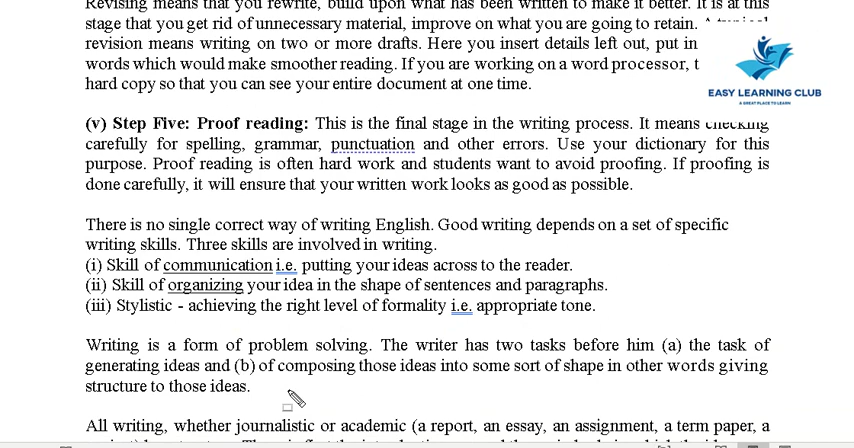 Revising means that you rewrite, build upon what has been written to make it better. It is at this
stage that you get rid of unnecessary material, improve on what you are going to retain. A typical
revision means writing on two or more drafts. Here you insert details left out, put in
words which would make smoother reading. If you are working on a word processor,
hard copy so that you can see your entire document at one time.
EASY LEARNING CLUB
A GREAT PLACE TO LEARN
(v) Step Five: Proof reading: This is the final stage in the writing process. It means checking
carefully for spelling, grammar, punctuation and other errors. Use your dictionary for this
purpose. Proof reading is often hard work and students want to avoid proofing. If proofing is
done carefully, it will ensure that your written work looks as good as possible.
There is no single correct way of writing English. Good writing depends on a set of specific
writing skills. Three skills are involved in writing.
(i) Skill of communication i.e. putting your ideas across to the reader.
(ii) Skill of organizing your idea in the shape of sentences and paragraphs.
(iii) Stylistic - achieving the right level of formality i.e. appropriate tone.
Writing is a form of problem solving. The writer has two tasks before him (a) the task of
generating ideas and (b) of composing those ideas into some sort of shape in other words giving
structure to those ideas.
All writing, whether journalistic or academic (a report, an essay, an assignment, a term paper, a